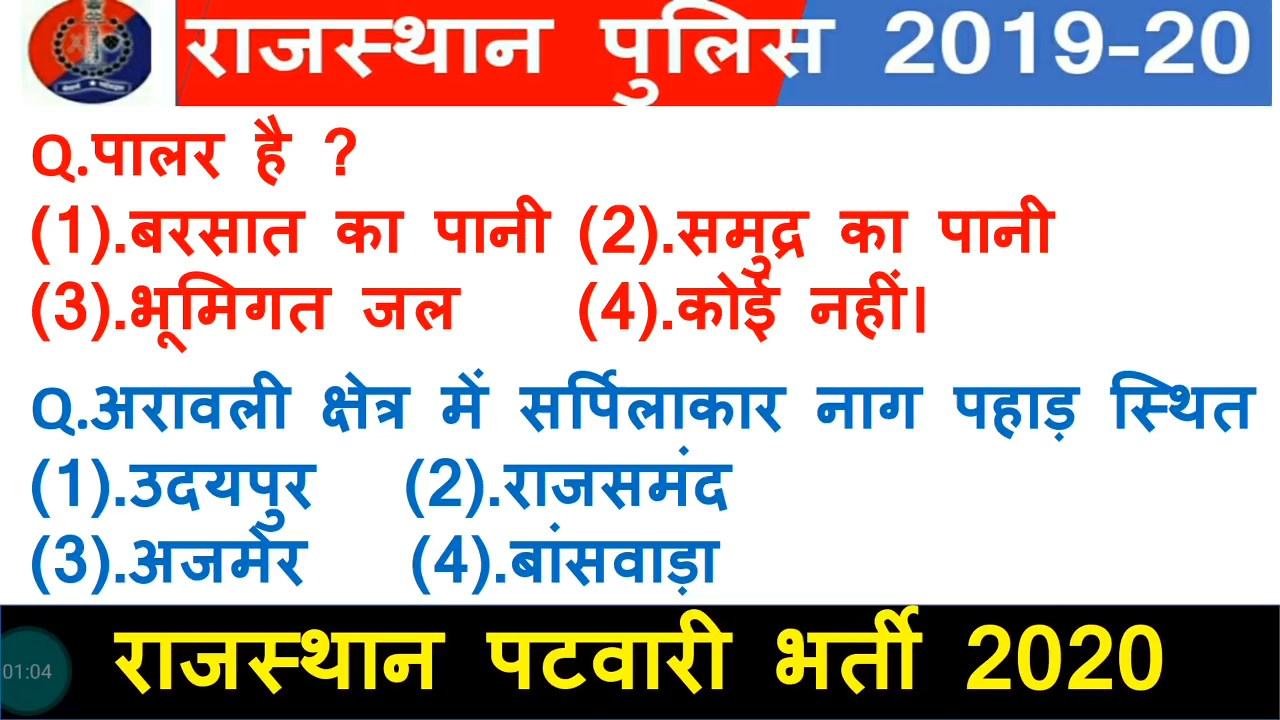 राजस्थान पुलिस 2019-20
Q.पालर है ?
(1).बरसात का पानी (2).समुद्र का पानी
(3).भूमिगत जल (4).कोई नहीं।
Q.अरावली क्षेत्र में सर्पिलाकार नाग पहाड़ स्थित
(1).उदयपुर (2).राजसमंद
(3).अजमेर (4).बांसवाड़ा
राजस्थान पटवारी भर्ती 2020
01:04